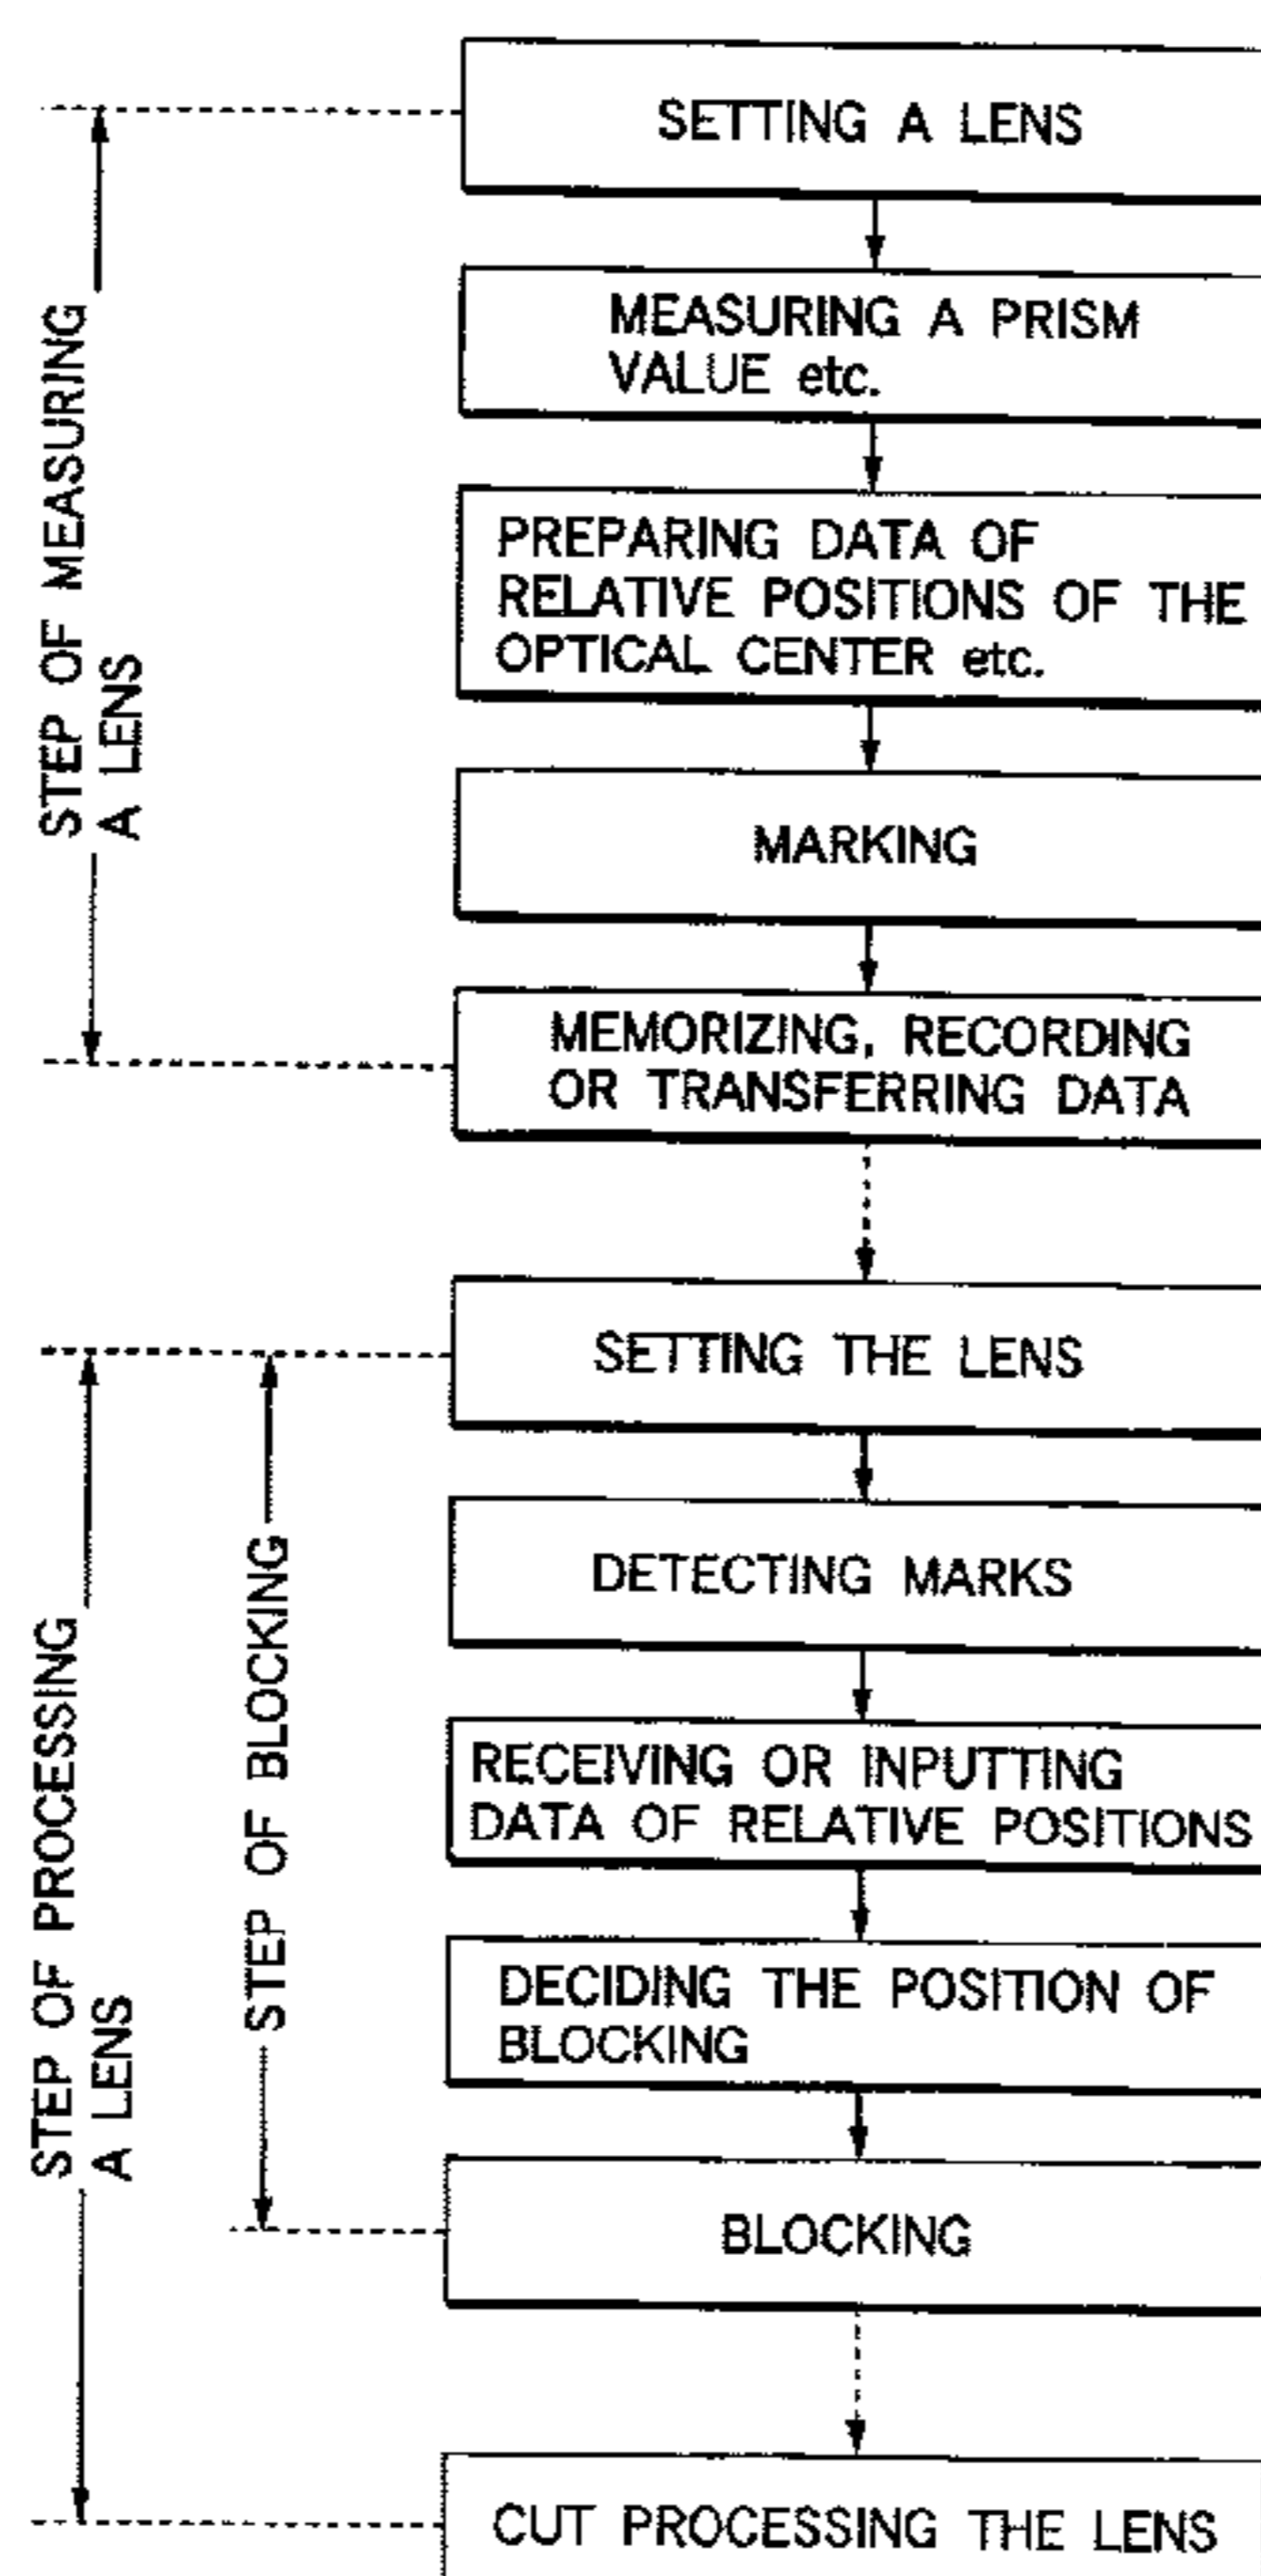 SETTING A LENS
MEASURING A PRISM
VALUE etc.
PREPARING DATA OF
RELATIVE POSITIONS OF THE
OPTICAL CENTER etc.
MARKING
MEMORIZING, RECORDING
OR TRANSFERRING DATA
STEP OF MEASURING
A LENS
SETTING THE LENS
DETECTING MARKS
RECEIVING OR INPUTTING
DATA OF RELATIVE POSITIONS
DECIDING THE POSITION OF
BLOCKING
BLOCKING
CUT PROCESSING THE LENS
STEP OF PROCESSING
A LENS
STEP OF BLOCKING